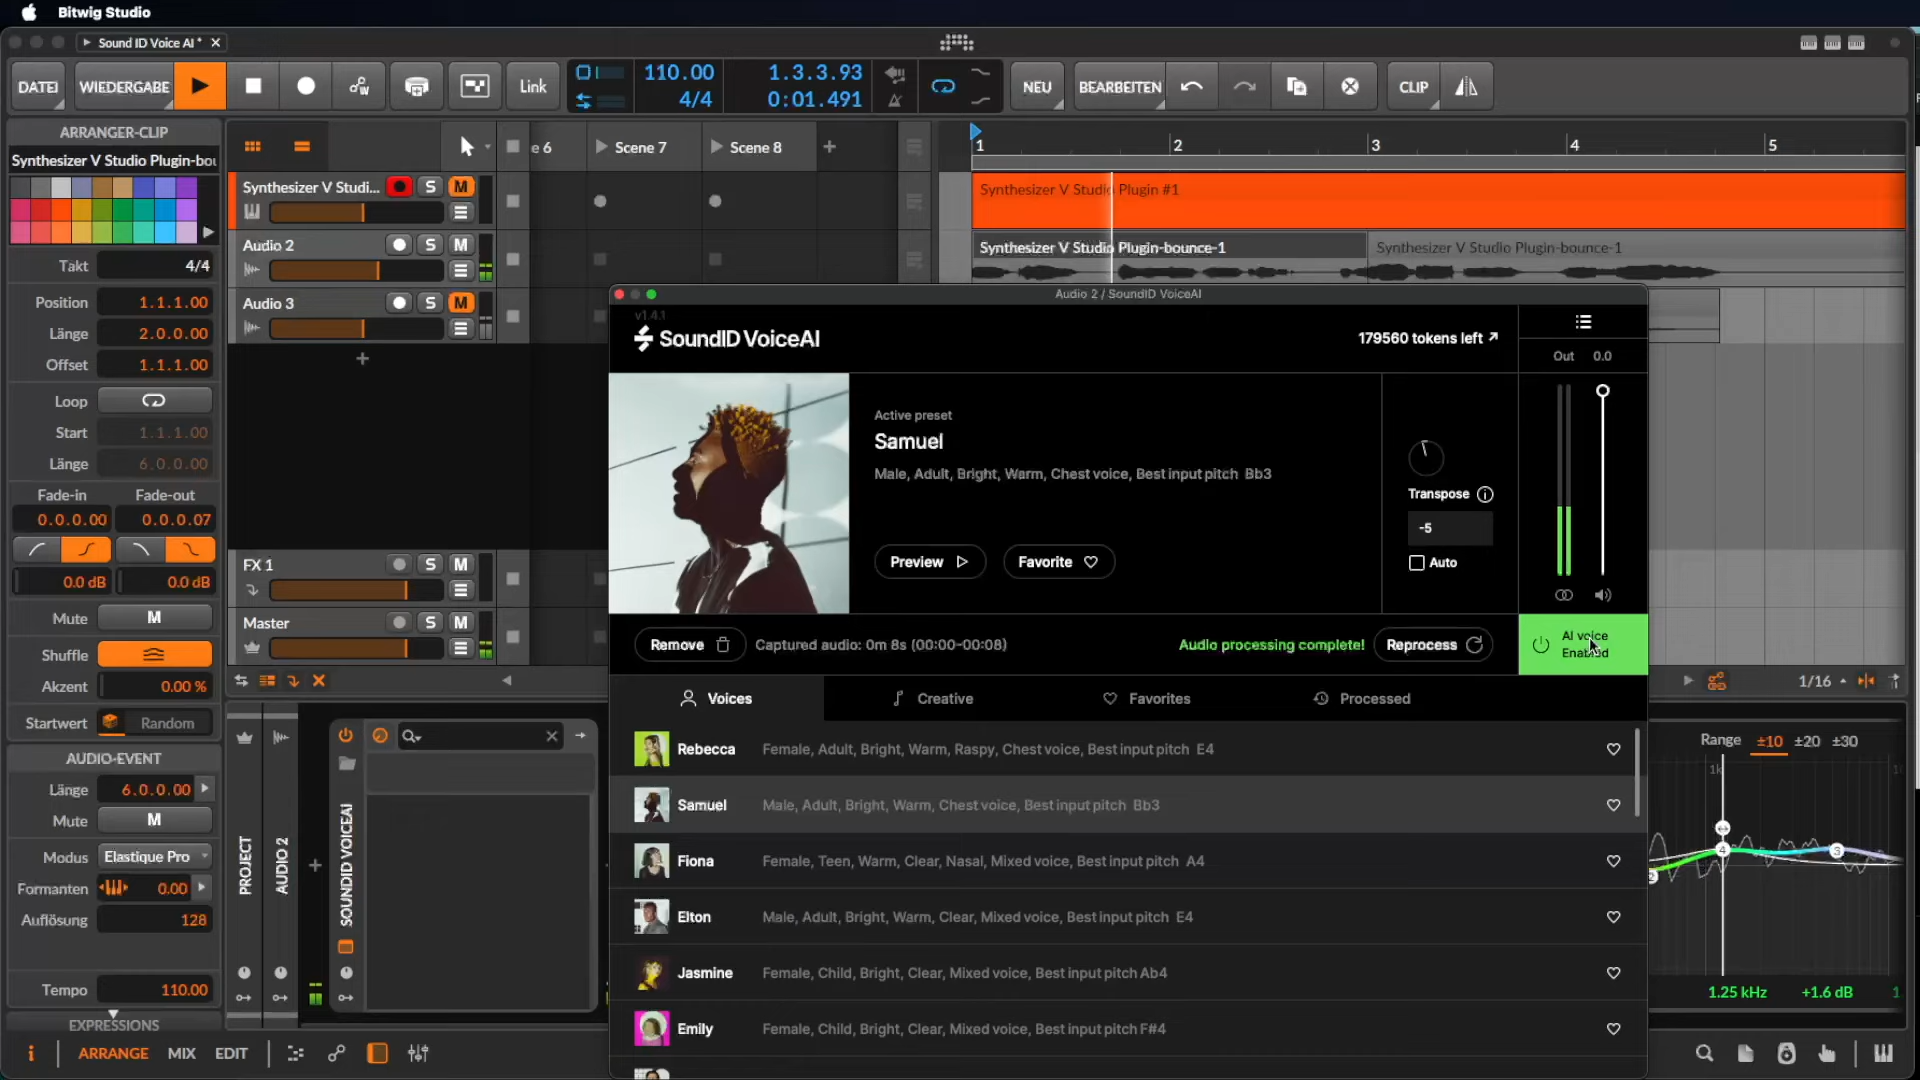 Bitwig Studio
Sound ID Voice AI *
DATEI
WIEDERGABE
Link
110.00
4/4
1.3.3.93
0:01.491
NEU
BEARBEITEN
CLIP
ARRANGER-CLIP
Synthesizer V Studio Plugin-bou
Takt 4/4
Position 1.1.1.00
Länge 2.0.0.00
Offset 1.1.1.00
Loop
Start 1.1.1.00
Länge 6.0.0.00
Fade-in Fade-out
0.0.0.00 0.0.0.07
0.0 dB 0.0 dB
Mute M
Shuffle
Akzent 0.00 %
Startwert Random
AUDIO-EVENT
Länge 6.0.0.00
Mute M
Modus Elastique Pro
Formanten 0.00
Auflösung 128
Tempo 110.00
EXPRESSIONS
e 6
Scene 7
Scene 8
Synthesizer V Studi... S M
Audio 2 S M
Audio 3 S M
FX 1 S M
Master S M
1 2 3 4 5
Synthesizer V Studio Plugin #1
Synthesizer V Studio Plugin-bounce-1
Synthesizer V Studio Plugin-bounce-1
Audio 2 / SoundID VoiceAI
v1.4.1
SoundID VoiceAI
179560 tokens left
Out 0.0
Active preset
Samuel
Male, Adult, Bright, Warm, Chest voice, Best input pitch Bb3
Preview
Favorite
Transpose
-5
Auto
Remove
Captured audio: 0m 8s (00:00-00:08)
Audio processing complete!
Reprocess
AI voice
Enabled
Voices
Creative
Favorites
Processed
Rebecca Female, Adult, Bright, Warm, Raspy, Chest voice, Best input pitch E4
Samuel Male, Adult, Bright, Warm, Chest voice, Best input pitch Bb3
Fiona Female, Teen, Warm, Clear, Nasal, Mixed voice, Best input pitch A4
Elton Male, Adult, Bright, Warm, Clear, Mixed voice, Best input pitch E4
Jasmine Female, Child, Bright, Clear, Mixed voice, Best input pitch Ab4
Emily Female, Child, Bright, Clear, Mixed voice, Best input pitch F#4
1/16
Range ±10 ±20 ±30
1k
4
3
2
1.25 kHz +1.6 dB 1
PROJECT
AUDIO 2
SOUNDID VOICEAI
ARRANGE MIX EDIT